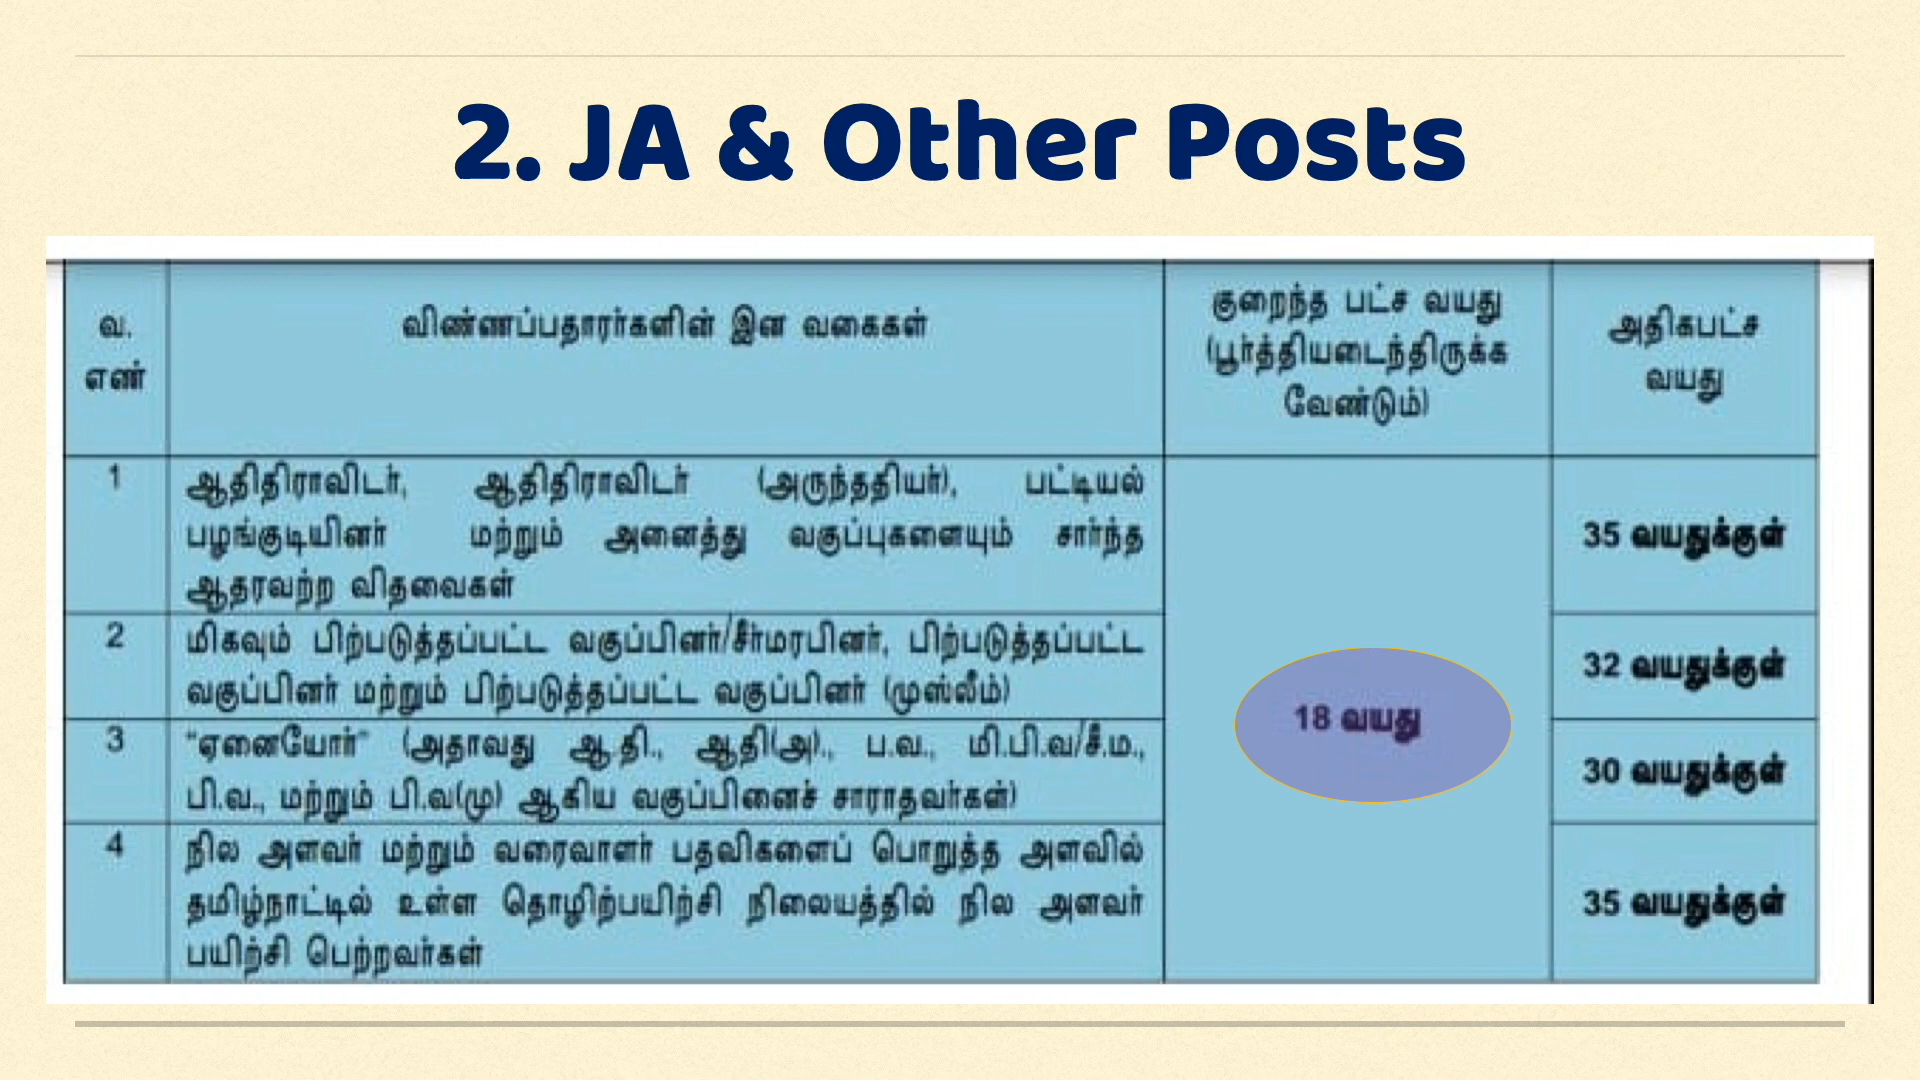 2. JA & Other Posts
வ.
எண்
விண்ணப்பதாரர்களின் இன வகைகள்
குறைந்த பட்ச வயது
(பூர்த்தியடைந்திருக்க
வேண்டும்)
அதிகபட்ச
வயது
1
ஆதிதிராவிடர், ஆதிதிராவிடர் (அருந்ததியர்), பட்டியல்
பழங்குடியினர் மற்றும் அனைத்து வகுப்புகளையும் சார்ந்த
ஆதரவற்ற விதவைகள்
35 வயதுக்குள்
2
மிகவும் பிற்படுத்தப்பட்ட வகுப்பினர்/சீர்மரபினர், பிற்படுத்தப்பட்ட
வகுப்பினர் மற்றும் பிற்படுத்தப்பட்ட வகுப்பினர் (முஸ்லீம்)
32 வயதுக்குள்
18 வயது
3
“ஏனையோர்” (அதாவது ஆ.தி., ஆதி(அ)., ப.வ., மி.பி.வ/சீ.ம.,
பி.வ., மற்றும் பி.வ(மு) ஆகிய வகுப்பினைச் சாராதவர்கள்)
30 வயதுக்குள்
4
நில அளவர் மற்றும் வரைவாளர் பதவிகளைப் பொறுத்த அளவில்
தமிழ்நாட்டில் உள்ள தொழிற்பயிற்சி நிலையத்தில் நில அளவர்
பயிற்சி பெற்றவர்கள்
35 வயதுக்குள்